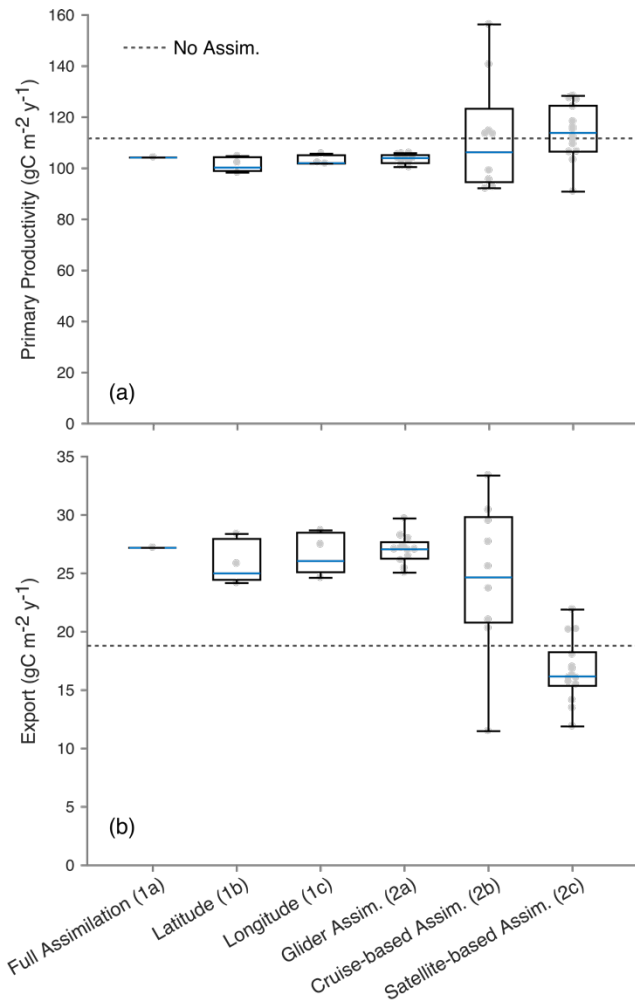 160
140
120
100
80
60
40
20
0
Primary Productivity (gC m⁻² y⁻¹)
No Assim.
(a)
35
30
25
20
15
10
5
0
Export (gC m⁻² y⁻¹)
(b)
Full Assimilation (1a)
Latitude (1b)
Longitude (1c)
Glider Assim. (2a)
Cruise-based Assim. (2b)
Satellite-based Assim. (2c)